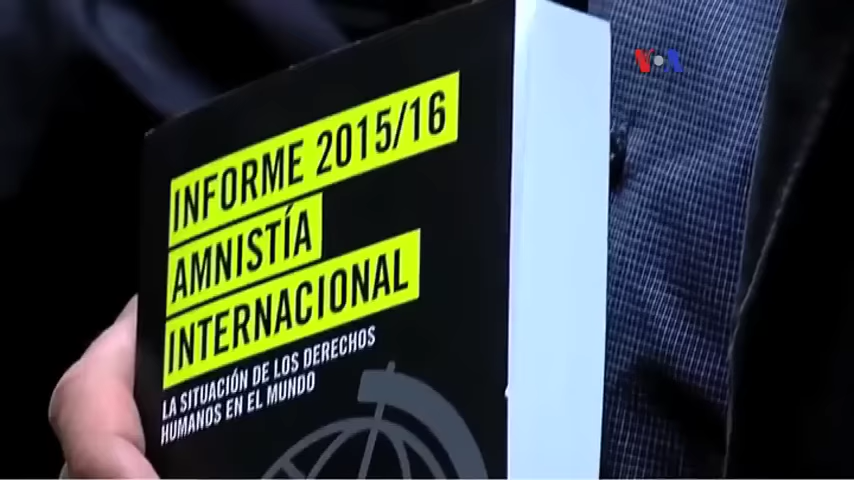 VOA
INFORME 2015/16
AMNISTÍA
INTERNACIONAL
LA SITUACIÓN DE LOS DERECHOS
HUMANOS EN EL MUNDO